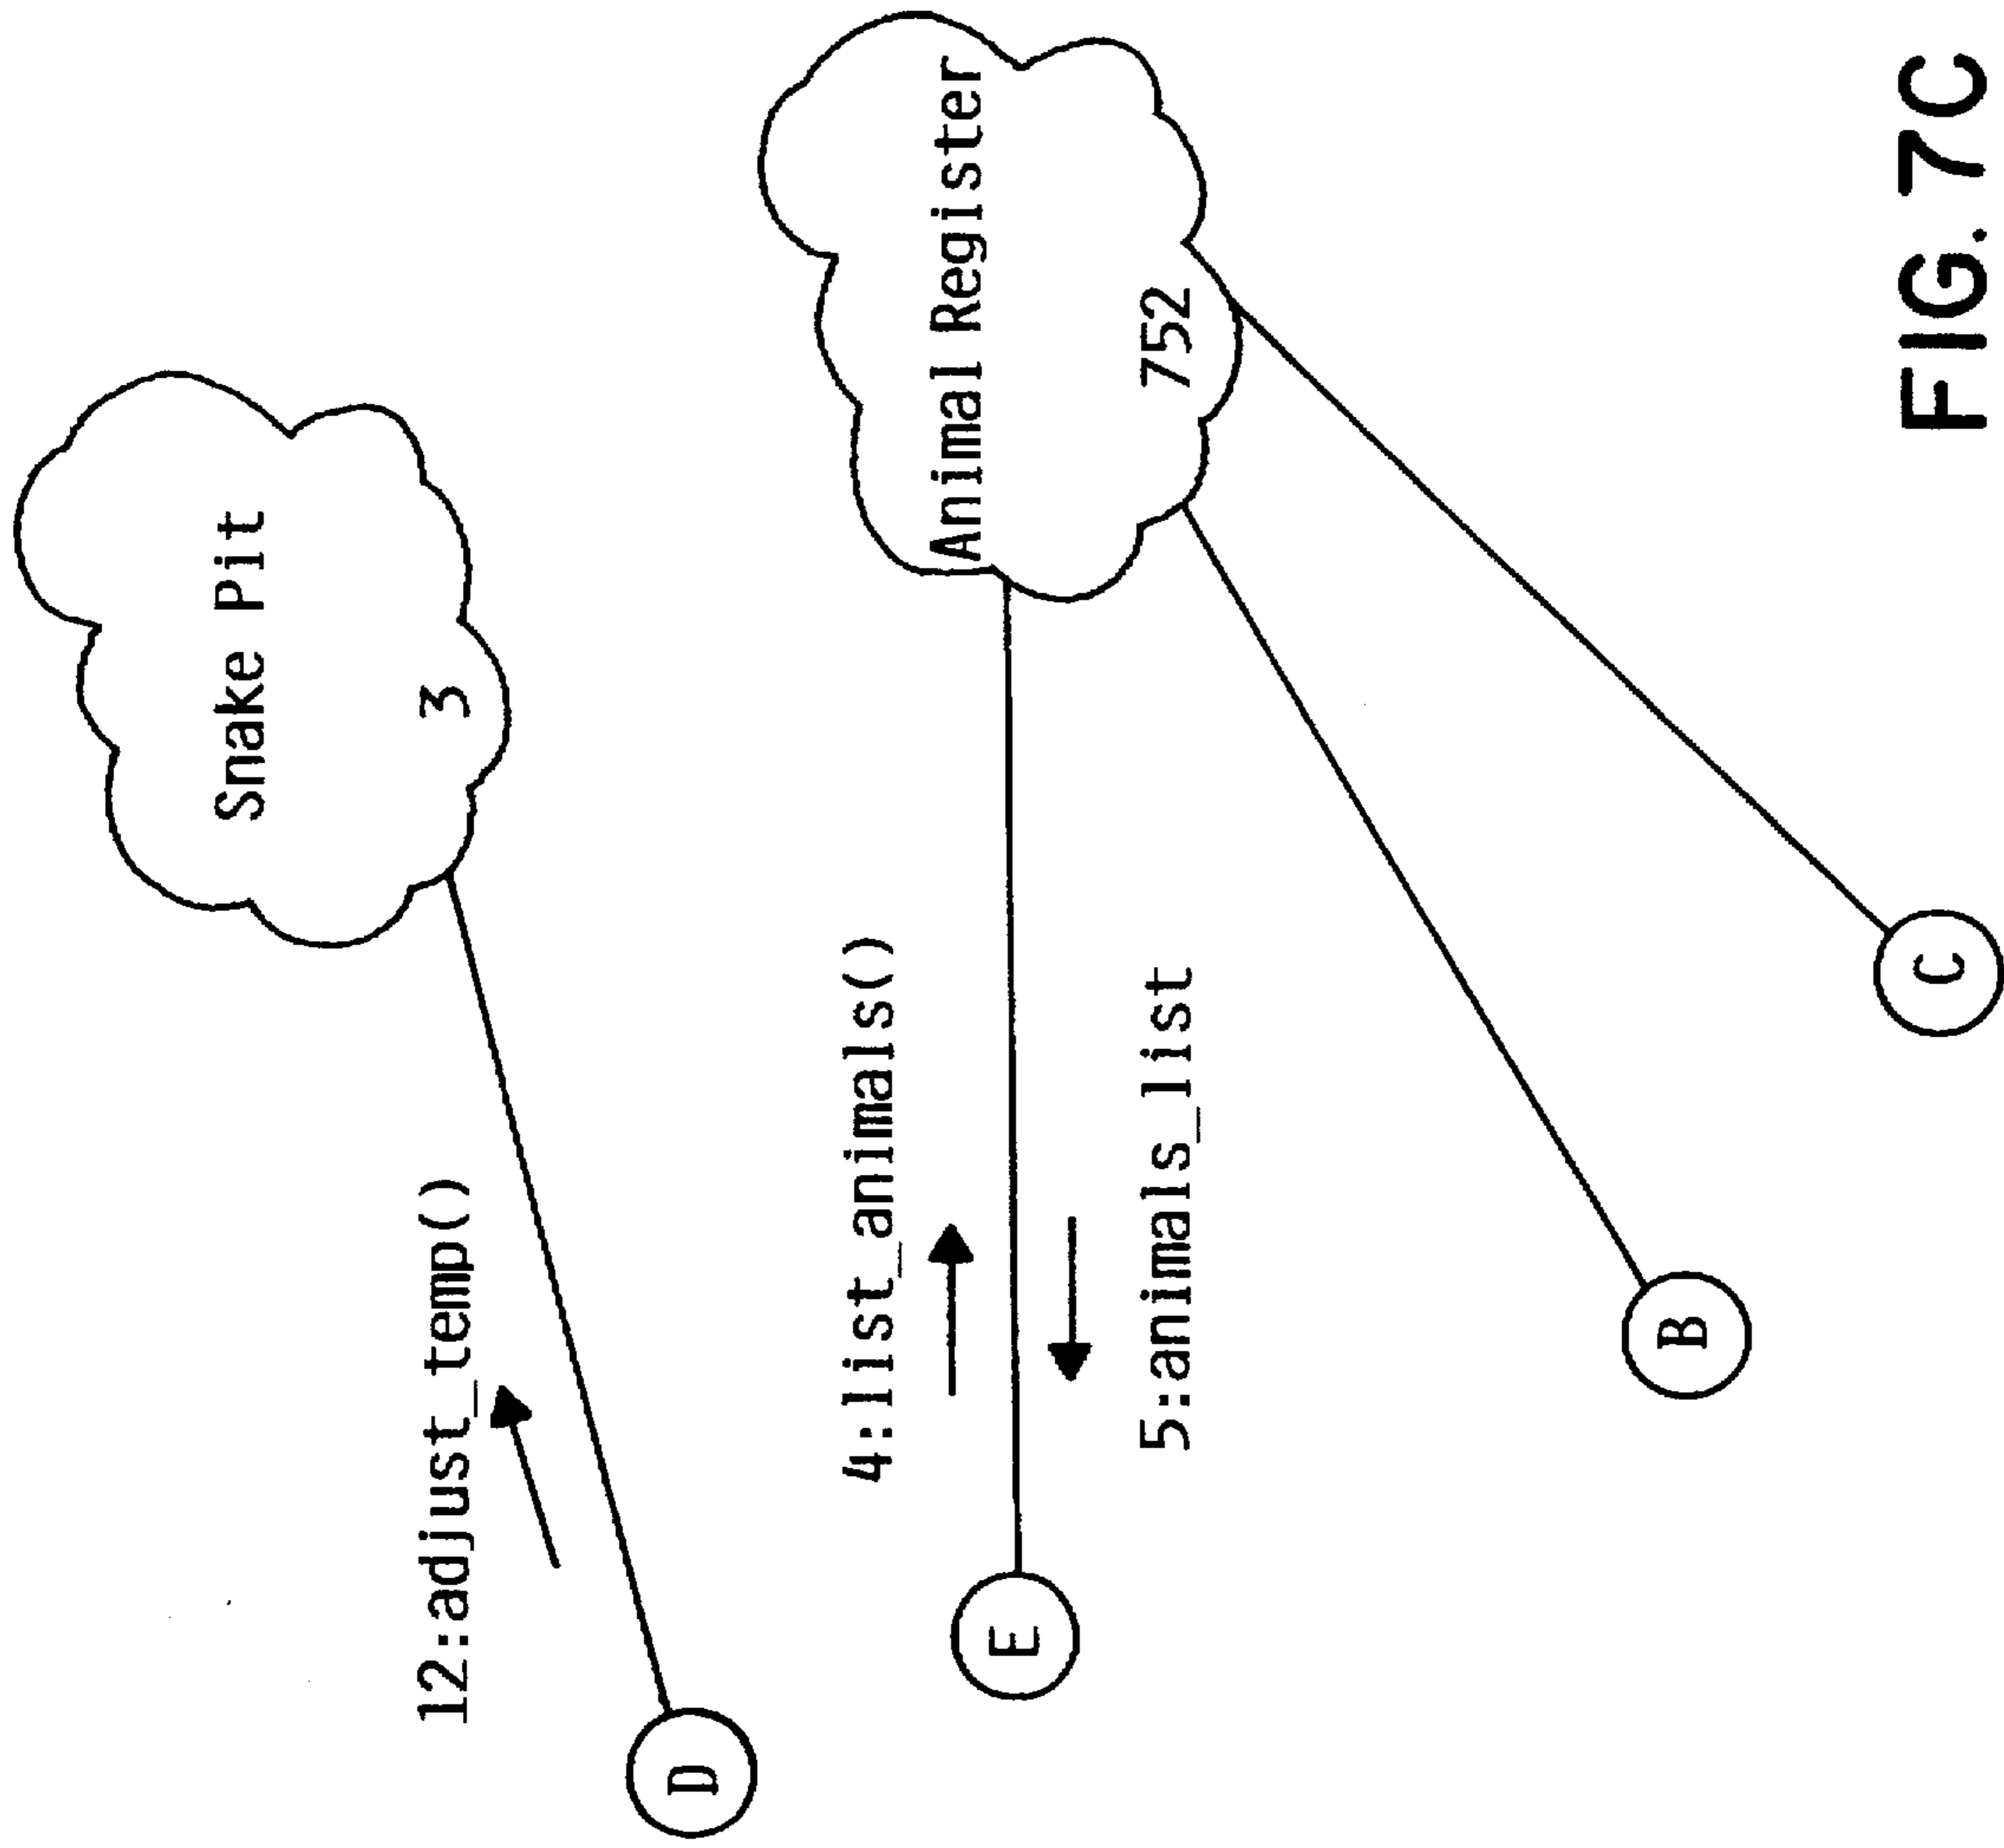 Snake Pit
3
12:adjust_temp()
D
4:list_animals()
Animal Register
752
E
5:animals_list
B
C
FIG. 7C